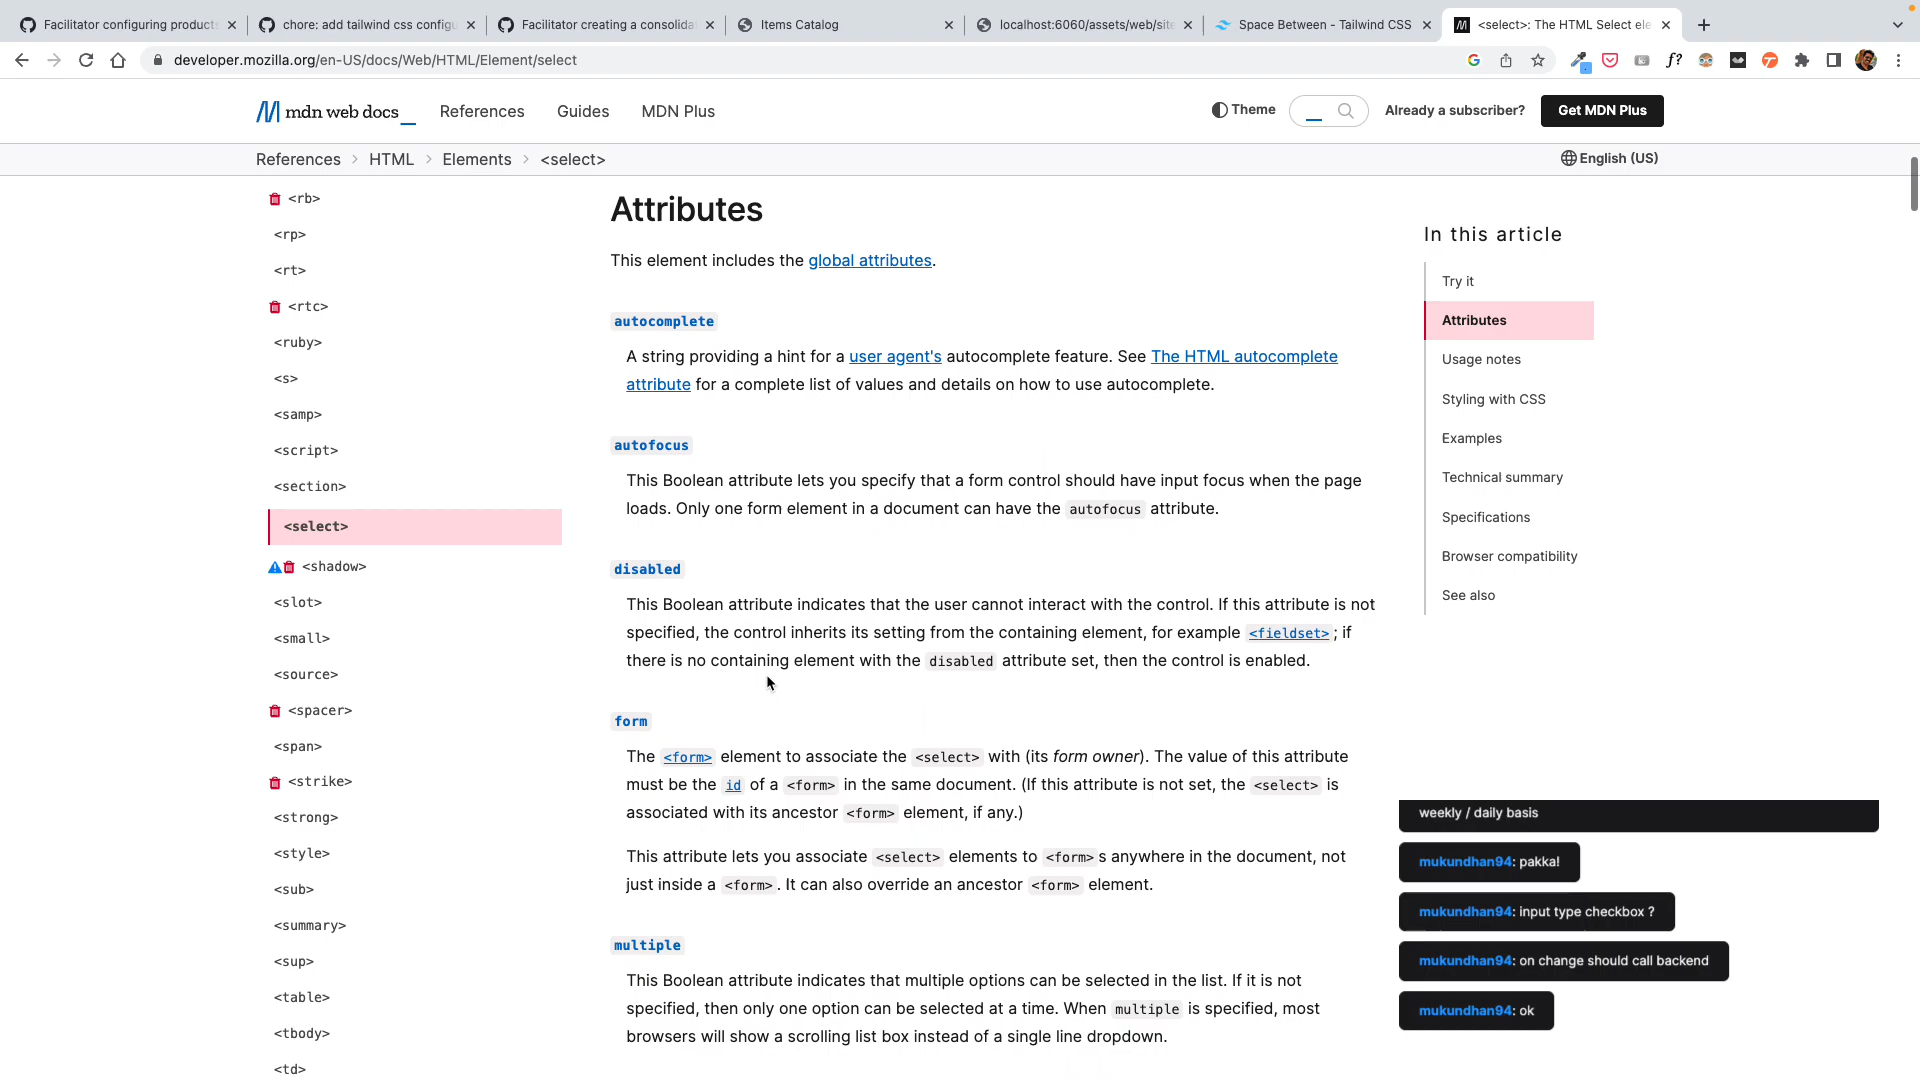 Facilitator configuring products
chore: add tailwind css configu
Facilitator creating a consolidat
Items Catalog
localhost:6060/assets/web/site
Space Between - Tailwind CSS
<select>: The HTML Select ele
developer.mozilla.org/en-US/docs/Web/HTML/Element/select
mdn web docs_
References
Guides
MDN Plus
Theme
Already a subscriber?
Get MDN Plus
References > HTML > Elements > <select>
English (US)
<rb>
<rp>
<rt>
<rtc>
<ruby>
<s>
<samp>
<script>
<section>
<select>
<shadow>
<slot>
<small>
<source>
<spacer>
<span>
<strike>
<strong>
<style>
<sub>
<summary>
<sup>
<table>
<tbody>
<td>
Attributes
This element includes the global attributes.
autocomplete
A string providing a hint for a user agent's autocomplete feature. See The HTML autocomplete
attribute for a complete list of values and details on how to use autocomplete.
autofocus
This Boolean attribute lets you specify that a form control should have input focus when the page
loads. Only one form element in a document can have the autofocus attribute.
disabled
This Boolean attribute indicates that the user cannot interact with the control. If this attribute is not
specified, the control inherits its setting from the containing element, for example <fieldset>; if
there is no containing element with the disabled attribute set, then the control is enabled.
form
The <form> element to associate the <select> with (its form owner). The value of this attribute
must be the id of a <form> in the same document. (If this attribute is not set, the <select> is
associated with its ancestor <form> element, if any.)
This attribute lets you associate <select> elements to <form>s anywhere in the document, not
just inside a <form>. It can also override an ancestor <form> element.
multiple
This Boolean attribute indicates that multiple options can be selected in the list. If it is not
specified, then only one option can be selected at a time. When multiple is specified, most
browsers will show a scrolling list box instead of a single line dropdown.
In this article
Try it
Attributes
Usage notes
Styling with CSS
Examples
Technical summary
Specifications
Browser compatibility
See also
weekly / daily basis
mukundhan94: pakka!
mukundhan94: input type checkbox ?
mukundhan94: on change should call backend
mukundhan94: ok